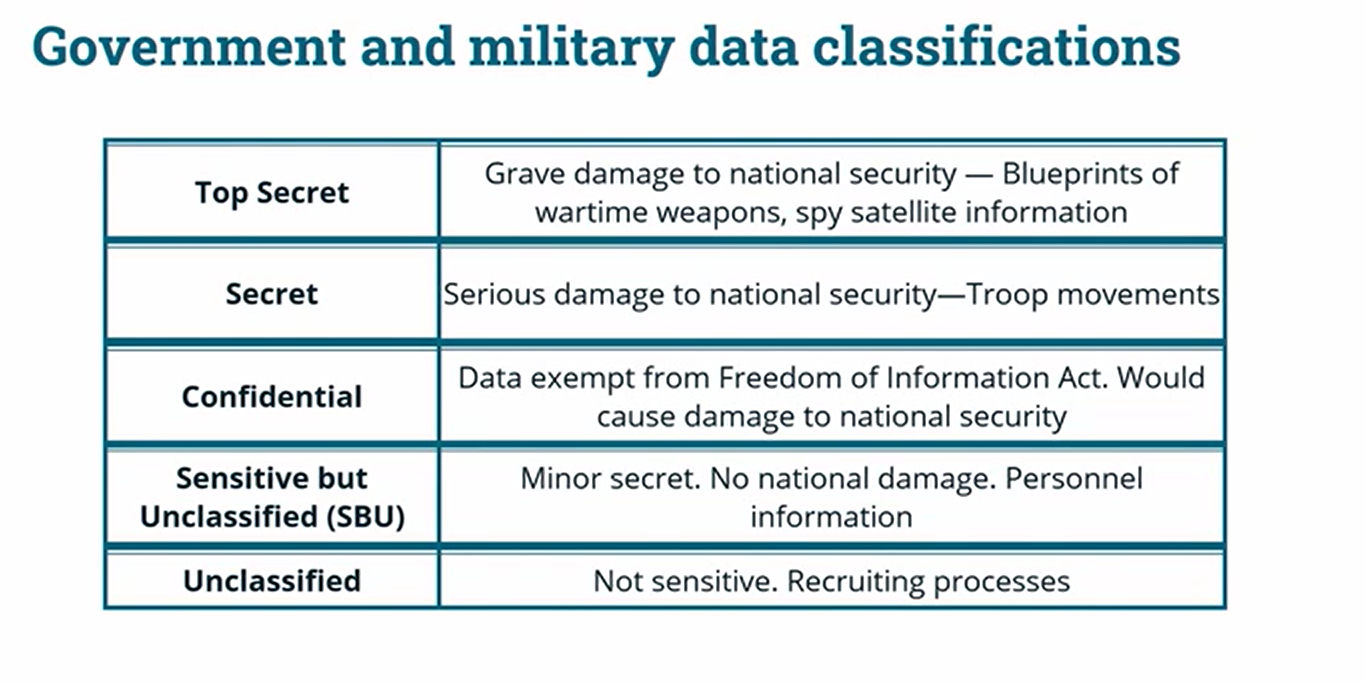 Government and military data classifications
Top Secret
Grave damage to national security — Blueprints of
wartime weapons, spy satellite information
Secret
Serious damage to national security—Troop movements
Confidential
Data exempt from Freedom of Information Act. Would
cause damage to national security
Sensitive but
Unclassified (SBU)
Minor secret. No national damage. Personnel
information
Unclassified
Not sensitive. Recruiting processes